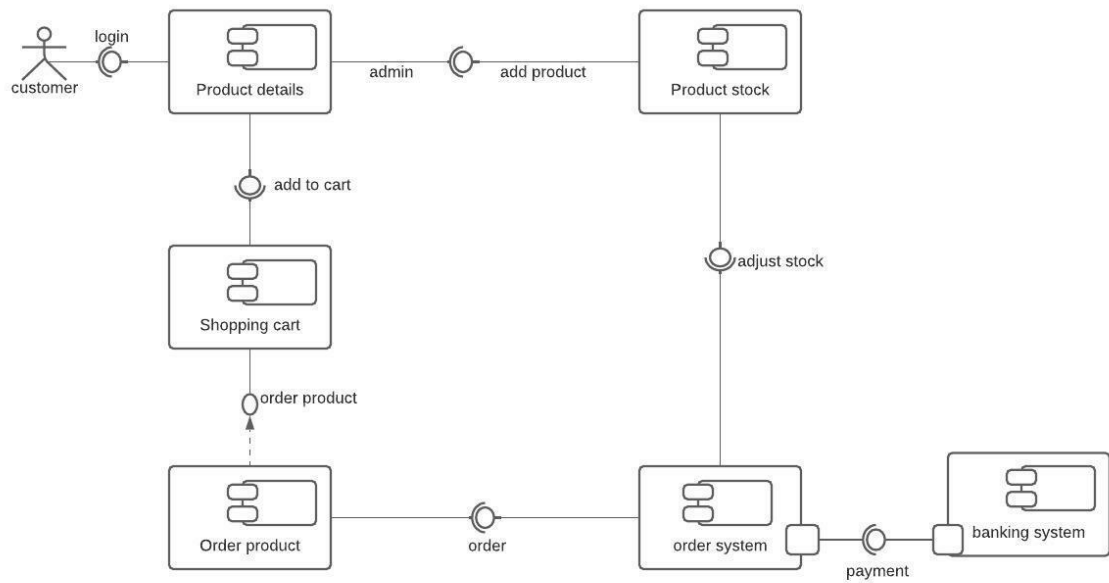 login
customer
Product details
admin
add product
Product stock
add to cart
adjust stock
Shopping cart
order product
Order product
order
order system
banking system
payment